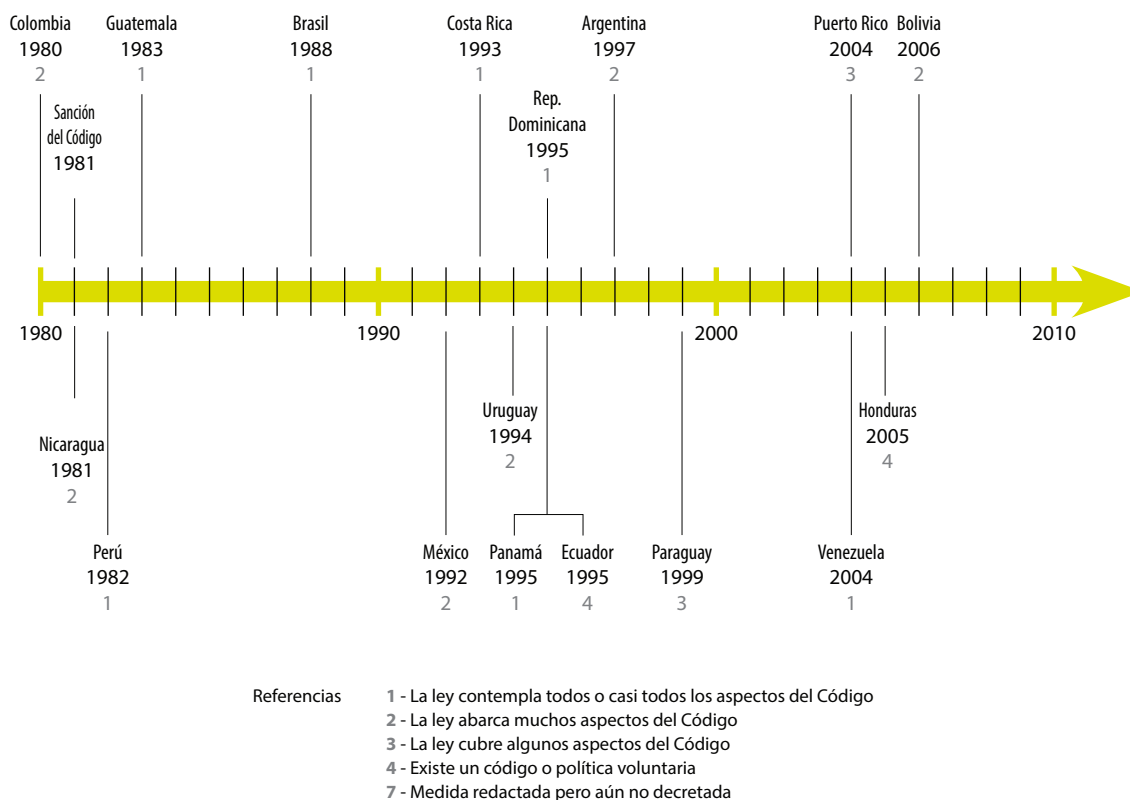 Colombia
1980
2
Guatemala
1983
1
Brasil
1988
1
Costa Rica
1993
1
Argentina
1997
2
Puerto Rico
2004
3
Bolivia
2006
2
Sanción
del Código
1981
Rep.
Dominicana
1995
1
1980
1990
2000
2010
Nicaragua
1981
2
Uruguay
1994
2
Honduras
2005
4
Perú
1982
1
México
1992
2
Panamá
1995
1
Ecuador
1995
4
Paraguay
1999
3
Venezuela
2004
1
Referencias
1 - La ley contempla todos o casi todos los aspectos del Código
2 - La ley abarca muchos aspectos del Código
3 - La ley cubre algunos aspectos del Código
4 - Existe un código o política voluntaria
7 - Medida redactada pero aún no decretada